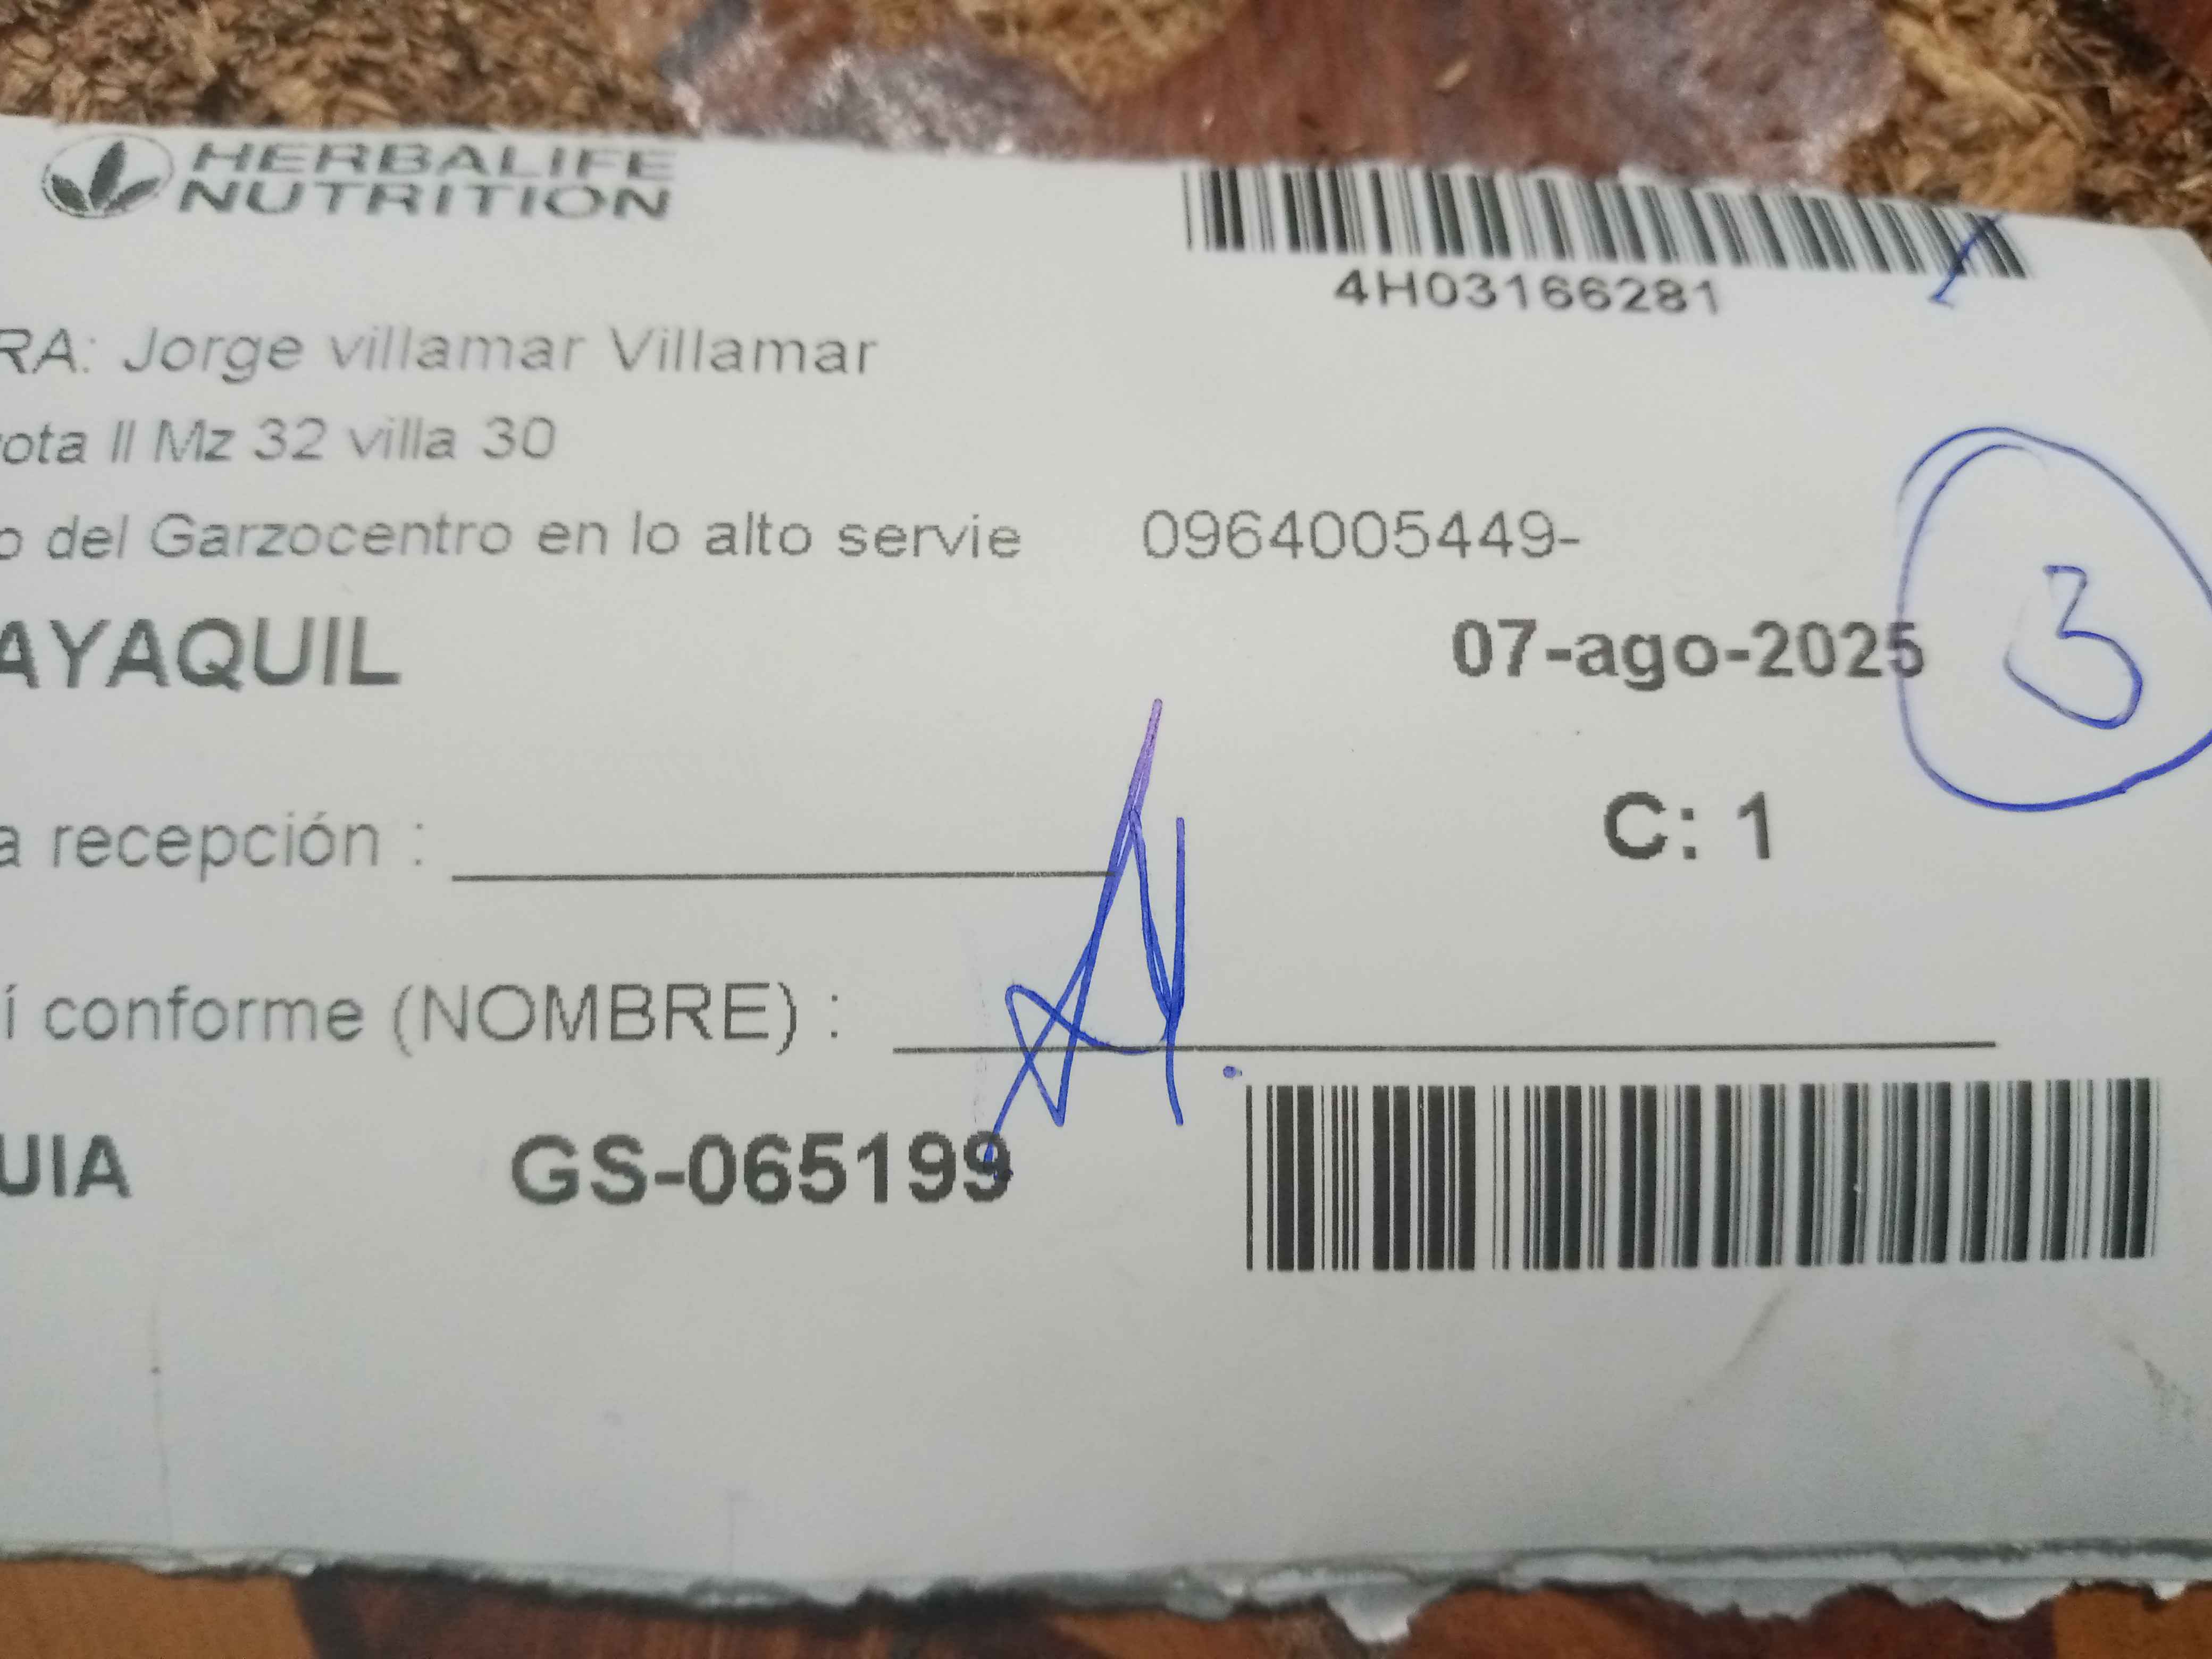 HERBALIFE
NUTRITION
4H03166281
RA: Jorge villamar Villamar
ota II Mz 32 villa 30
o del Garzocentro en lo alto servie 0964005449-
AYAQUIL 07-ago-2025
3
C: 1
a recepción :
í conforme (NOMBRE) :
UIA GS-065199